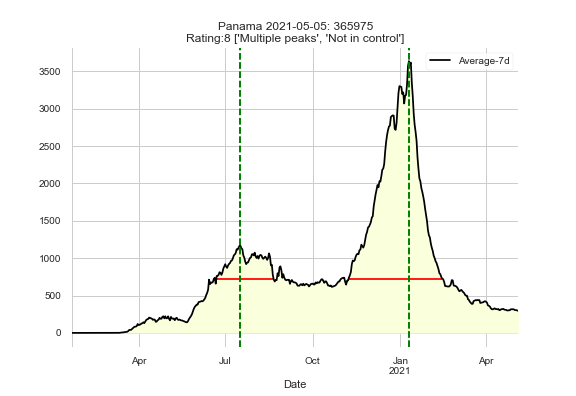 Panama 2021-05-05: 365975
Rating:8 ['Multiple peaks', 'Not in control']
Average-7d
3500
3000
2500
2000
1500
1000
500
0
Apr
Jul
Oct
Jan
2021
Apr
Date